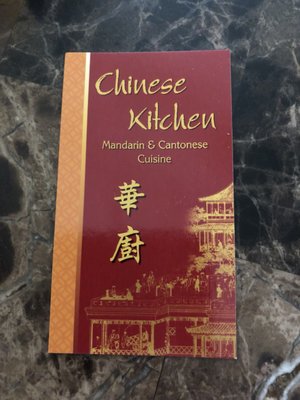 Chinese
Kitchen
Mandarin & Cantonese
Cuisine
華
廚